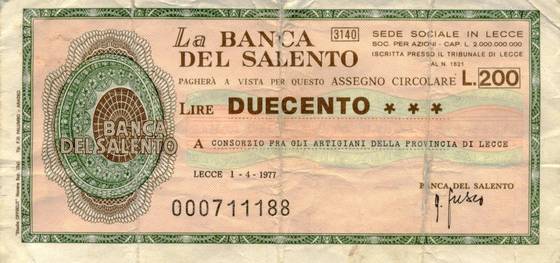 La BANCA
DEL SALENTO
3140
SEDE SOCIALE IN LECCE
SOC. PER AZIONI - CAP. L. 2.000.000.000
ISCRITTA PRESSO IL TRIBUNALE DI LECCE
AL N. 1821
PAGHERÀ A VISTA PER QUESTO ASSEGNO CIRCOLARE L. 200
LIRE DUECENTO ***
BANCA
DEL SALENTO
A CONSORZIO FRA GLI ARTIGIANI DELLA PROVINCIA DI LECCE
LECCE 1-4-1977
BANCA DEL SALENTO
000711188